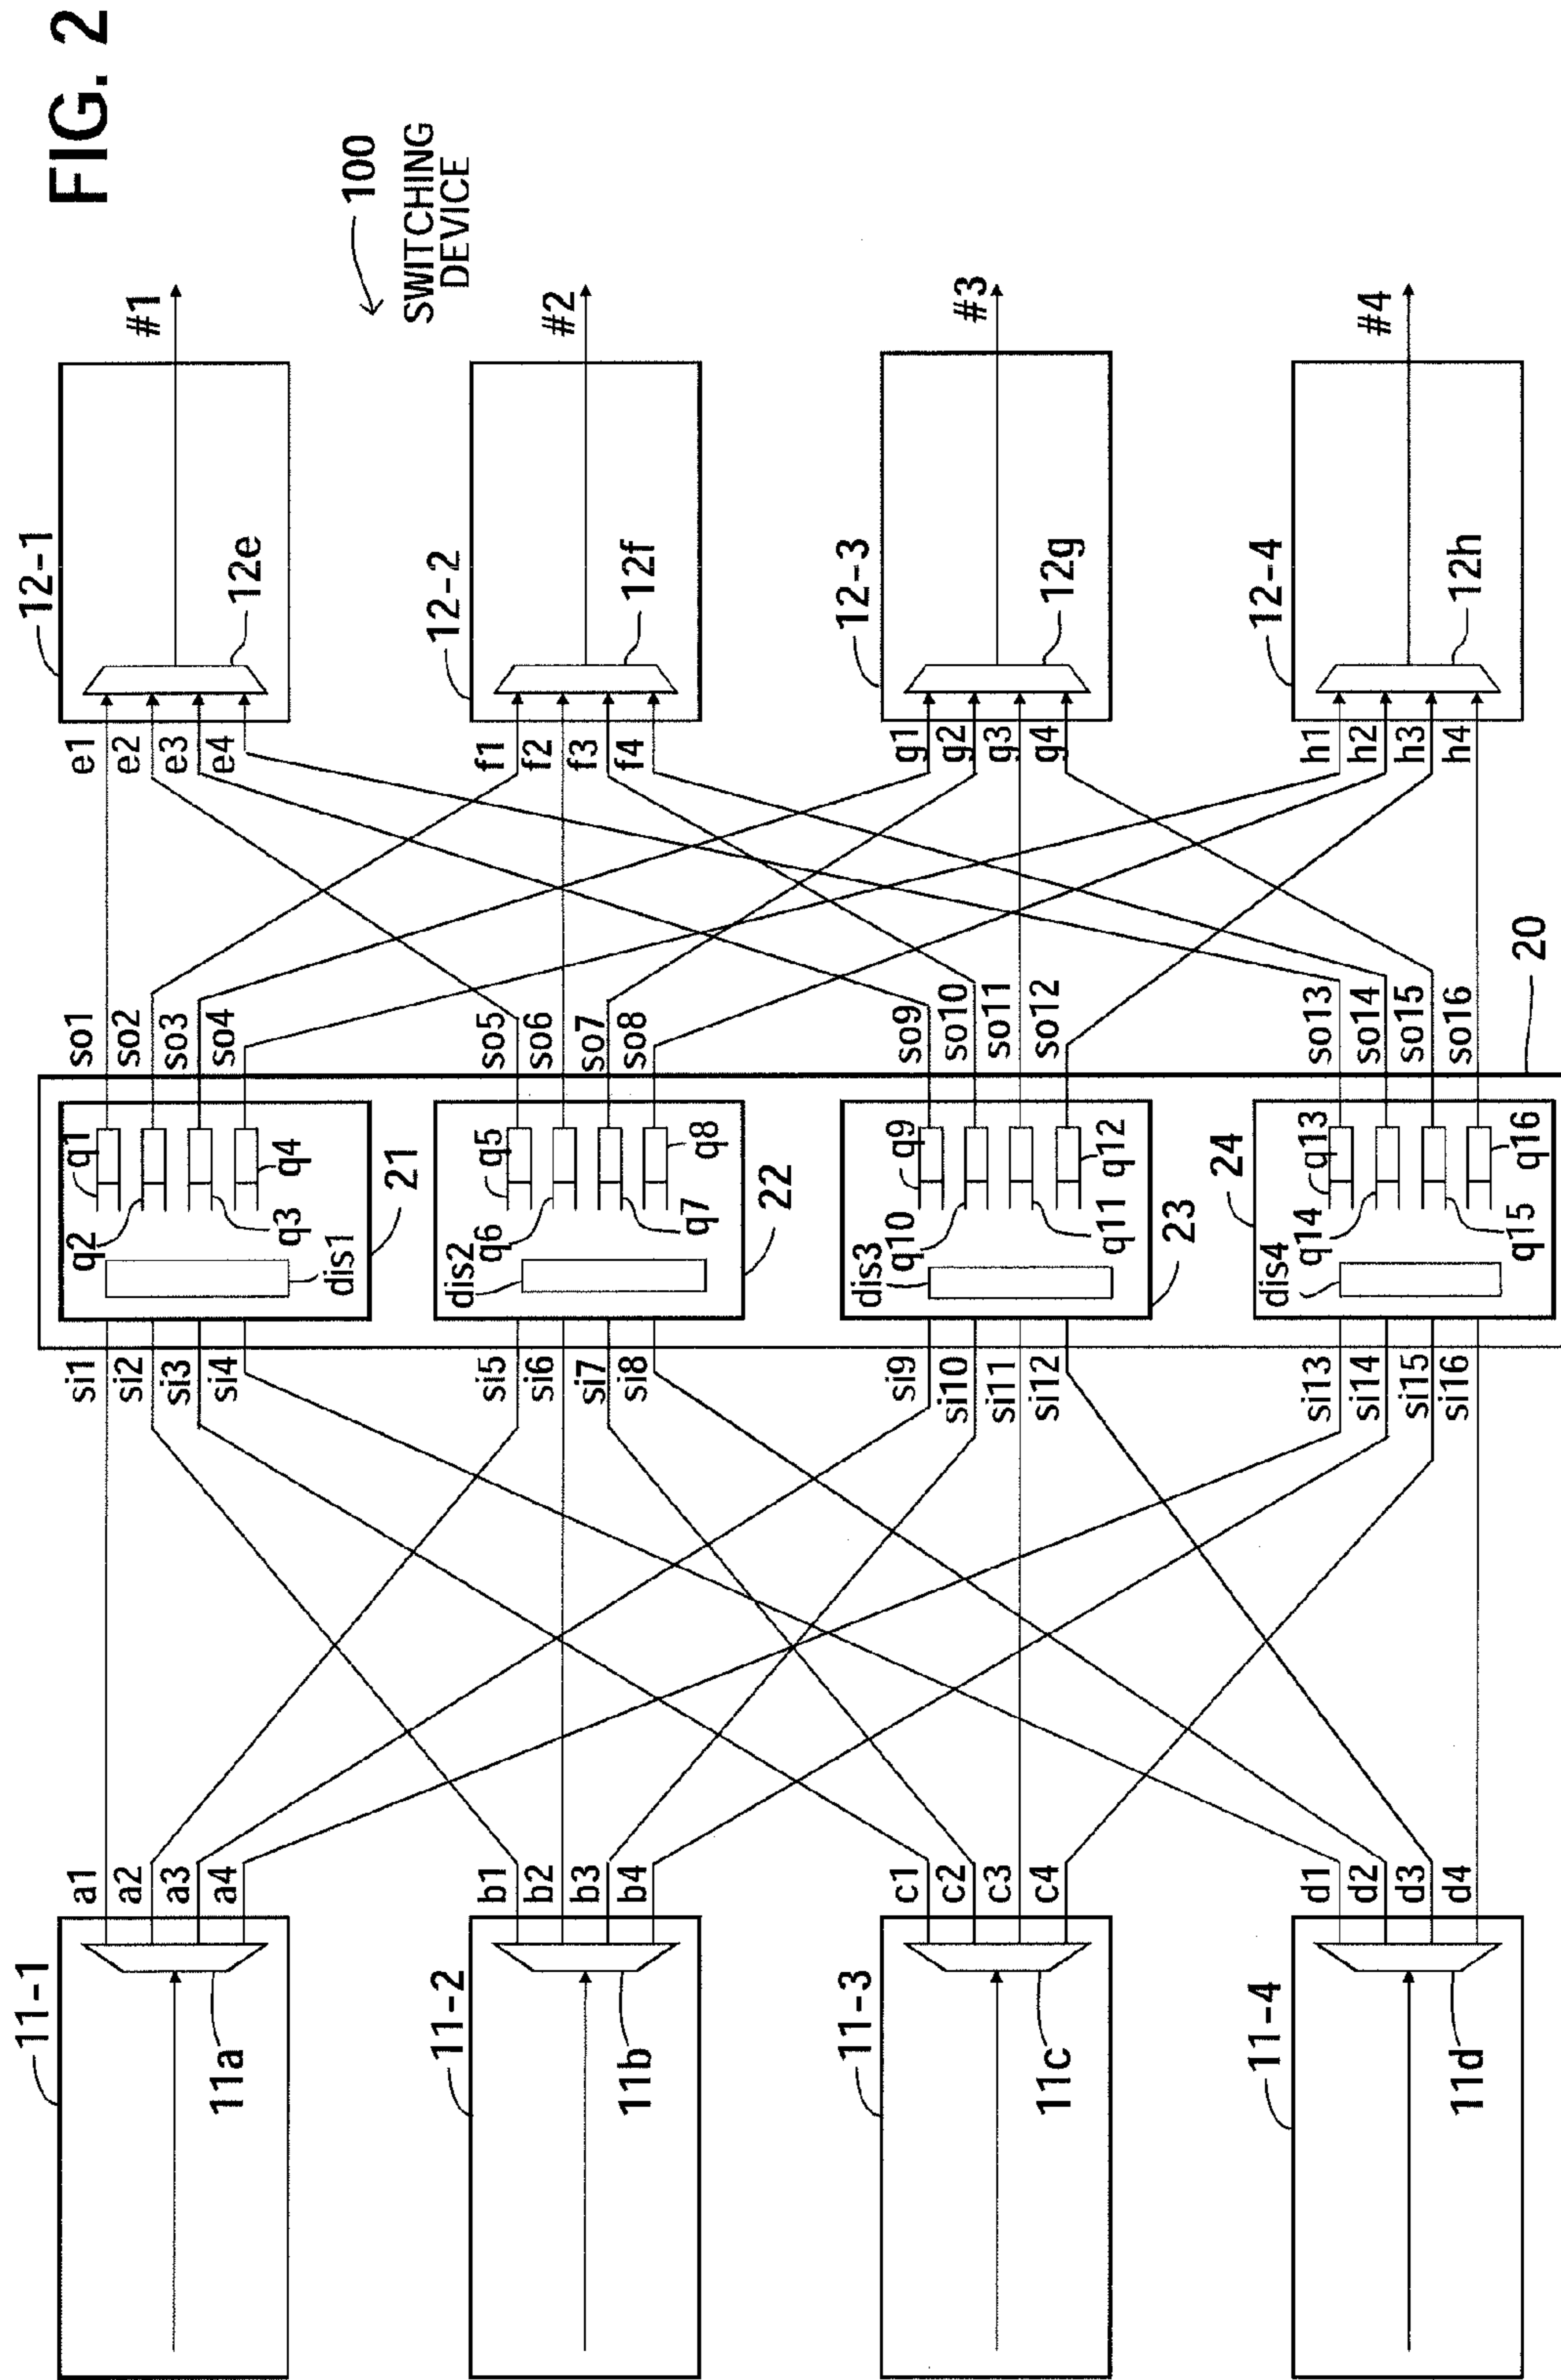 FIG. 2
100
SWITCHING
DEVICE
11-1
11a
a1
a2
a3
a4
11-2
11b
b1
b2
b3
b4
11-3
11c
c1
c2
c3
c4
11-4
11d
d1
d2
d3
d4
si1
si2
si3
si4
si5
si6
si7
si8
si9
si10
si11
si12
si13
si14
si15
si16
q1
q2
q3
q4
dis1
21
q5
q6
q7
q8
dis2
22
q9
q10
q11
q12
dis3
23
q13
q14
q15
q16
dis4
24
20
so1
so2
so3
so4
so5
so6
so7
so8
so9
so10
so11
so12
so13
so14
so15
so16
e1
e2
e3
e4
12-1
12e
#1
f1
f2
f3
f4
12-2
12f
#2
g1
g2
g3
g4
12-3
12g
#3
h1
h2
h3
h4
12-4
12h
#4